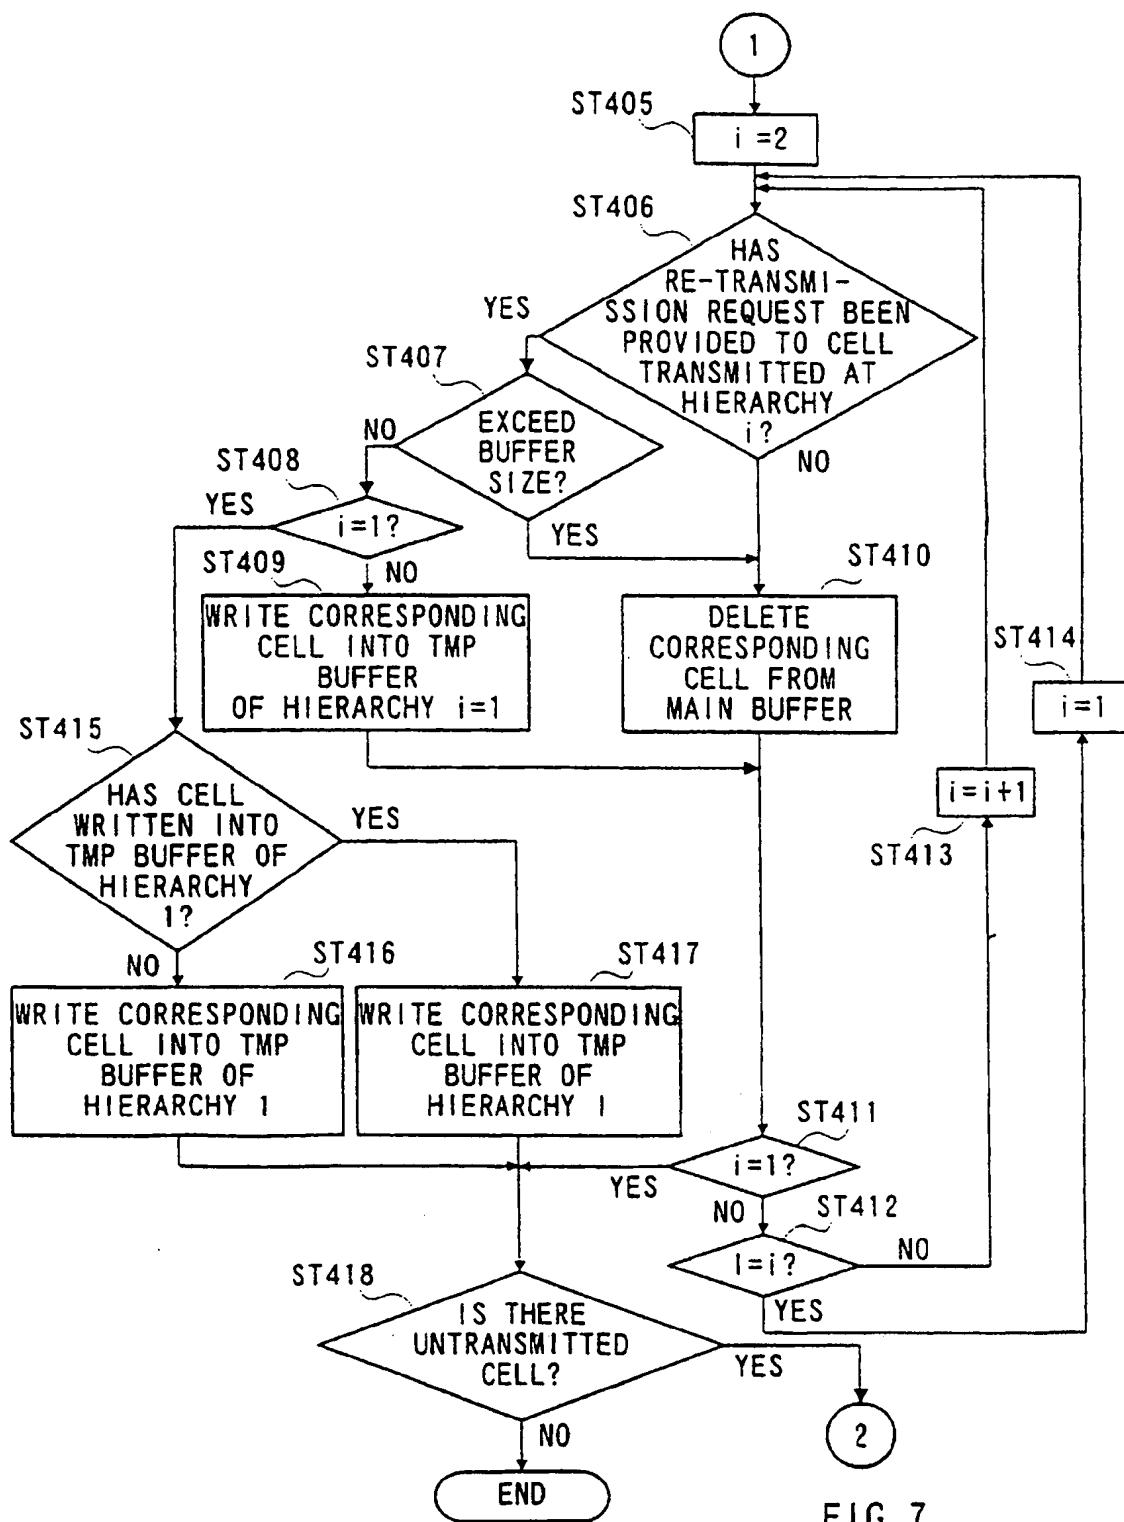 1
ST405
i=2
ST406
HAS
RE-TRANSMI-
SSION REQUEST BEEN
PROVIDED TO CELL
TRANSMITTED AT
HIERARCHY
i?
YES
NO
ST407
EXCEED
BUFFER
SIZE?
NO
YES
ST408
i=1?
YES
NO
ST409
WRITE CORRESPONDING
CELL INTO TMP
BUFFER
OF HIERARCHY i=1
ST410
DELETE
CORRESPONDING
CELL FROM
MAIN BUFFER
ST414
i=1
i=i+1
ST413
ST415
HAS CELL
WRITTEN INTO
TMP BUFFER OF
HIERARCHY
1?
YES
NO
ST416
WRITE CORRESPONDING
CELL INTO TMP
BUFFER OF
HIERARCHY 1
ST417
WRITE CORRESPONDING
CELL INTO TMP
BUFFER OF
HIERARCHY I
ST411
i=1?
YES
NO
ST412
I=i?
NO
YES
ST418
IS THERE
UNTRANSMITTED
CELL?
YES
NO
2
END
FIG. 7